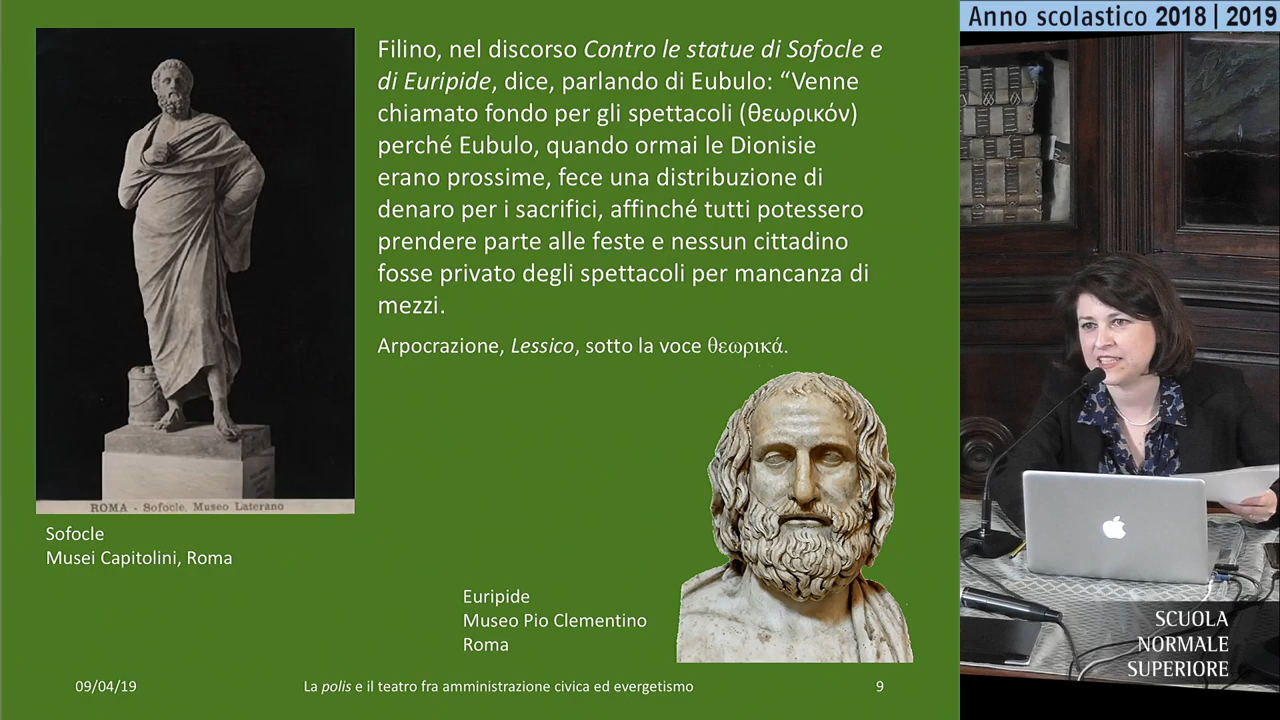 Anno scolastico 2018 | 2019
Filino, nel discorso Contro le statue di Sofocle e
di Euripide, dice, parlando di Eubulo: “Venne
chiamato fondo per gli spettacoli (θεωρικόν)
perché Eubulo, quando ormai le Dionisie
erano prossime, fece una distribuzione di
denaro per i sacrifici, affinché tutti potessero
prendere parte alle feste e nessun cittadino
fosse privato degli spettacoli per mancanza di
mezzi.
Arpocrazione, Lessico, sotto la voce θεωρικά.
ROMA - Sofocle, Museo Laterano
Sofocle
Musei Capitolini, Roma
Euripide
Museo Pio Clementino
Roma
09/04/19
La polis e il teatro fra amministrazione civica ed evergetismo
9
SCUOLA
NORMALE
SUPERIORE